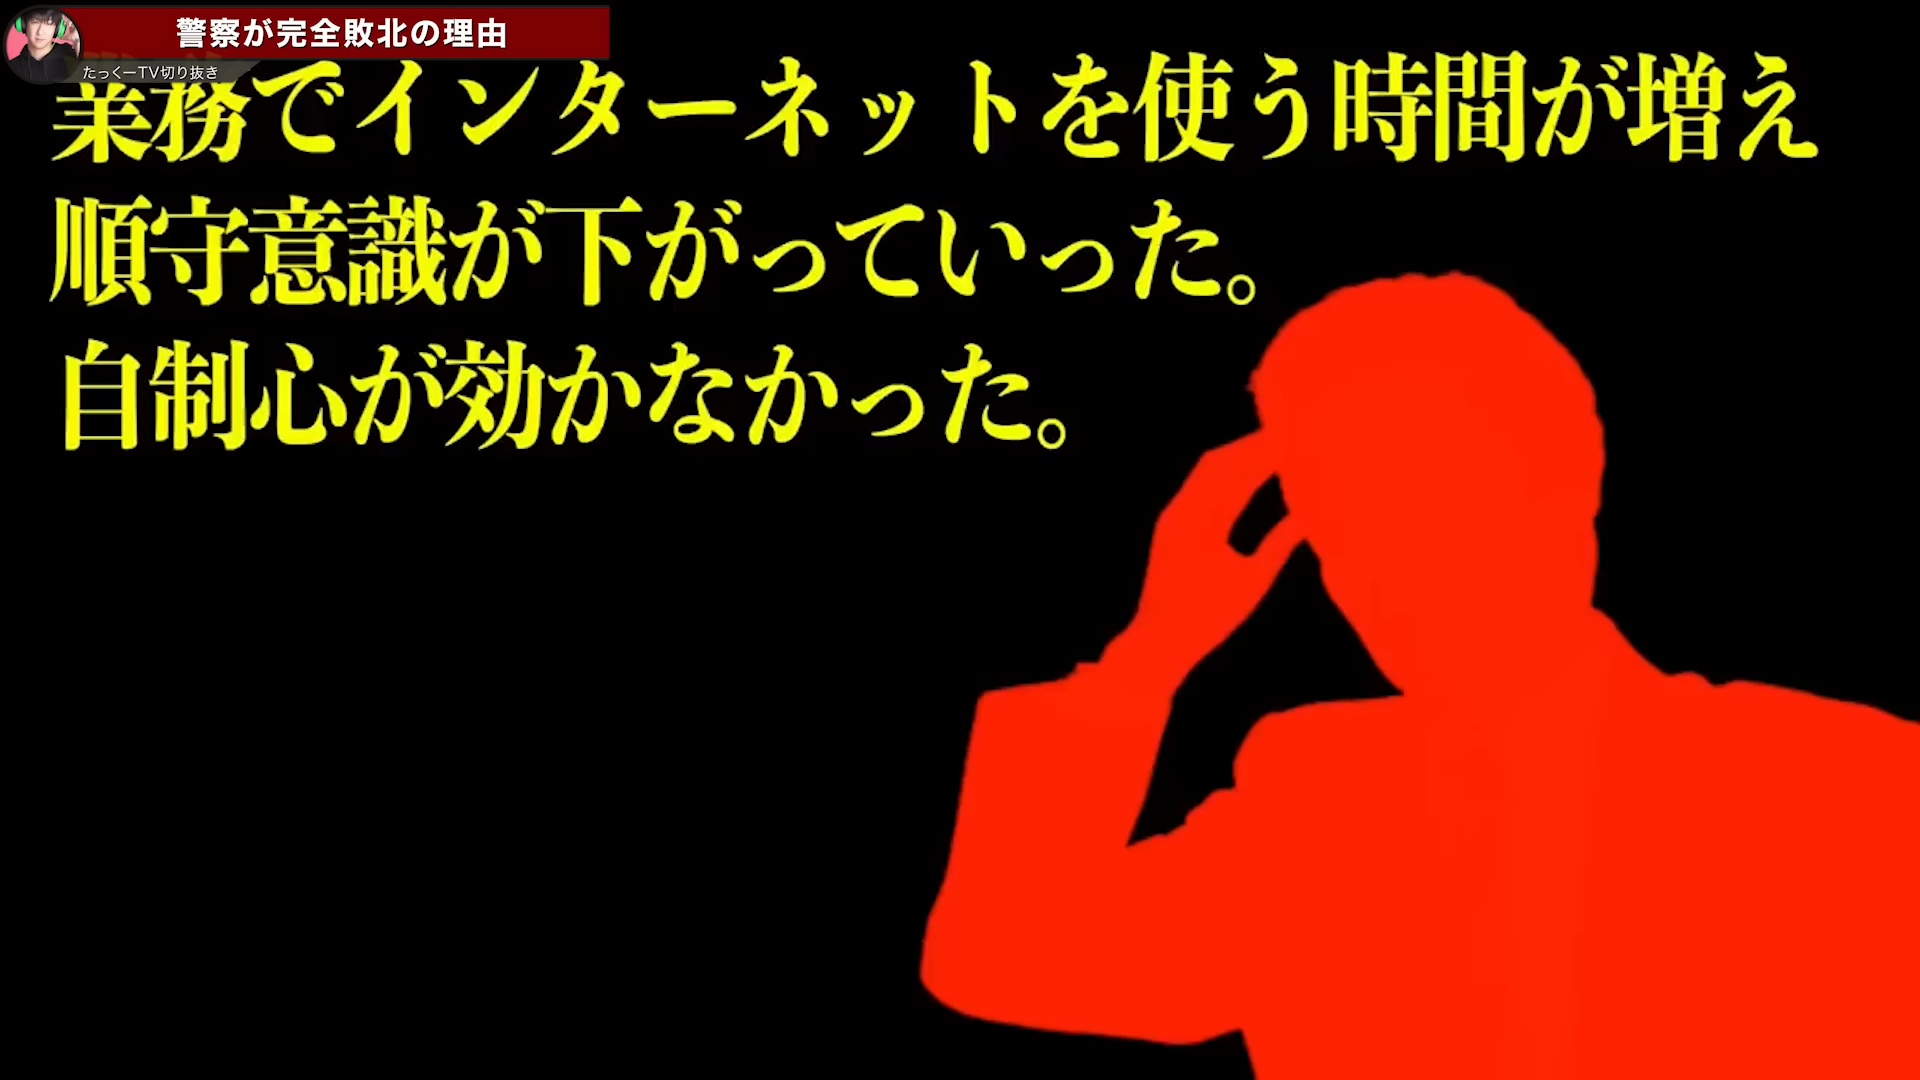 警察が完全敗北の理由
たっくーTV切り抜き
業務でインターネットを使う時間が増え
順守意識が下がっていった。
自制心が効かなかった。